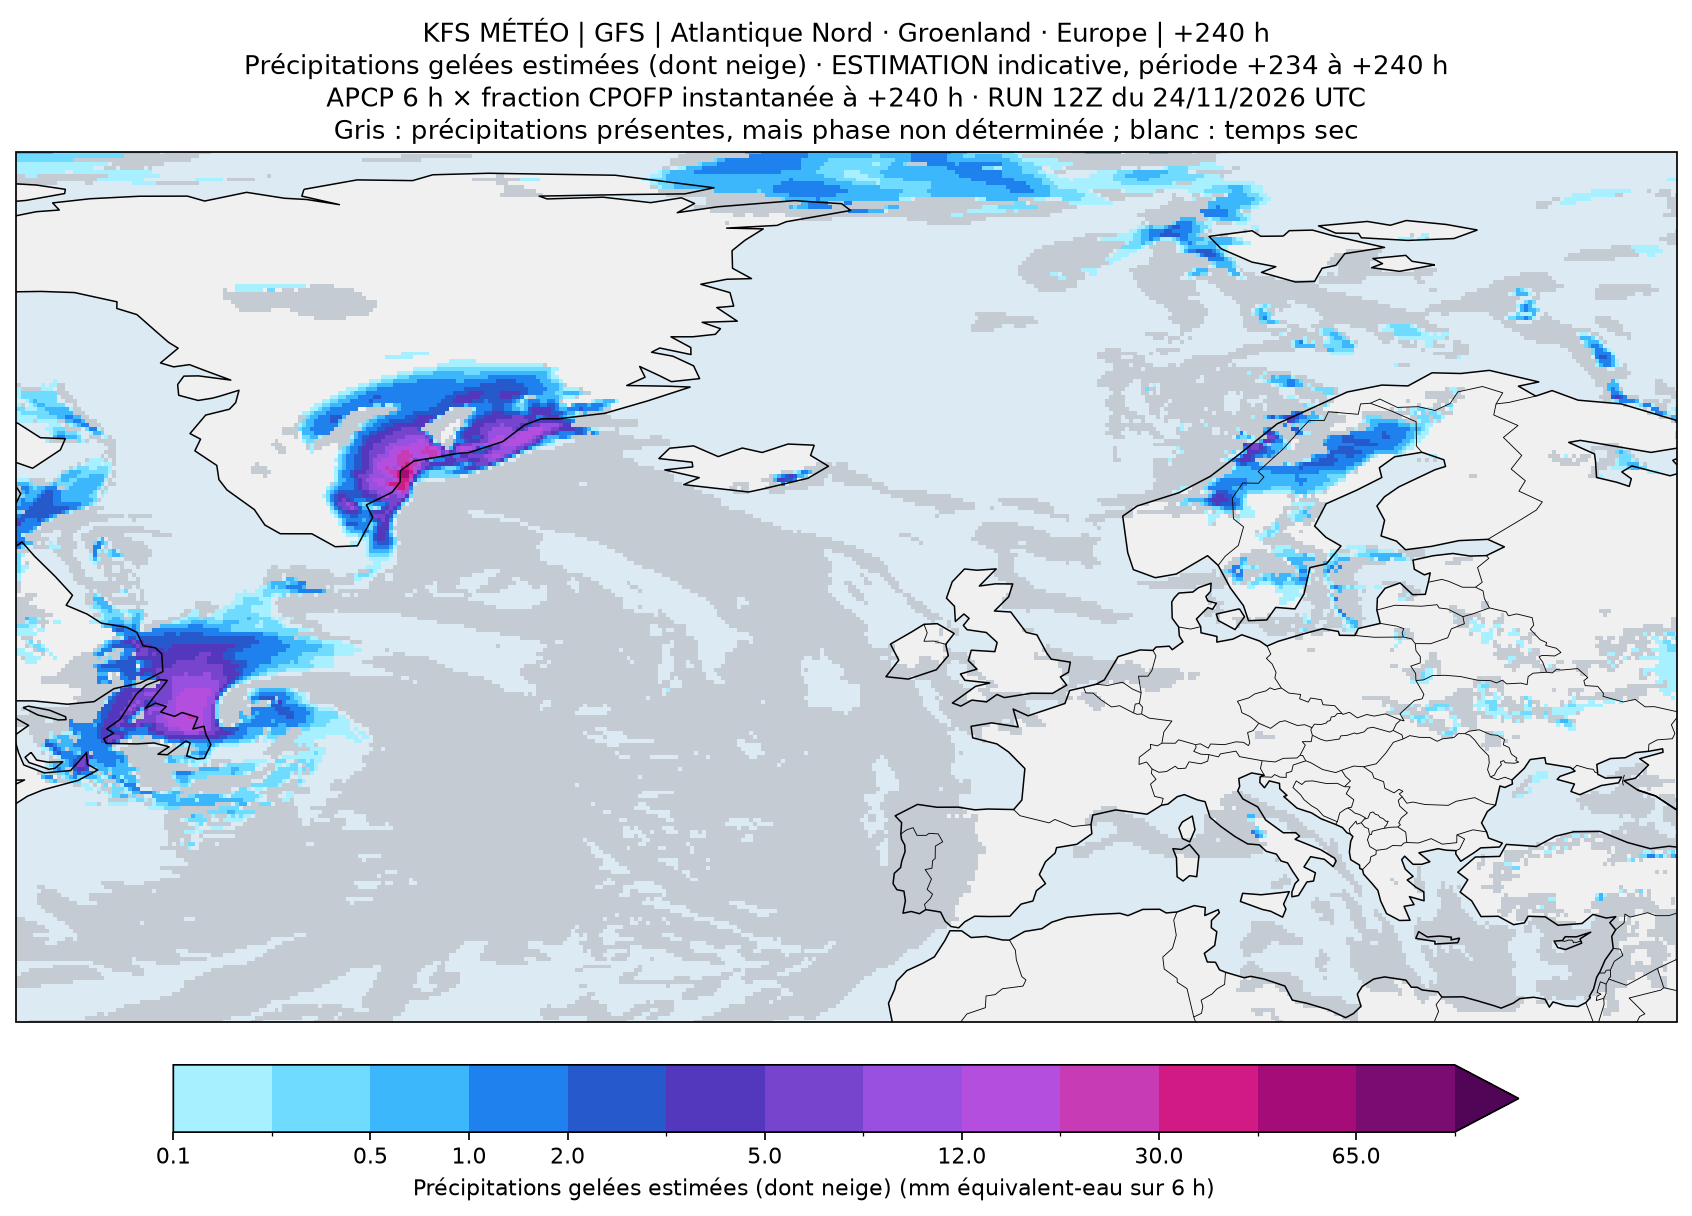 KFS MÉTÉO | GFS | Atlantique Nord · Groenland · Europe | +240 h
Précipitations gelées estimées (dont neige) · ESTIMATION indicative, période +234 à +240 h
APCP 6 h × fraction CPOFP instantanée à +240 h · RUN 12Z du 24/11/2026 UTC
Gris : précipitations présentes, mais phase non déterminée ; blanc : temps sec
0.1 0.5 1.0 2.0 5.0 12.0 30.0 65.0
Précipitations gelées estimées (dont neige) (mm équivalent-eau sur 6 h)